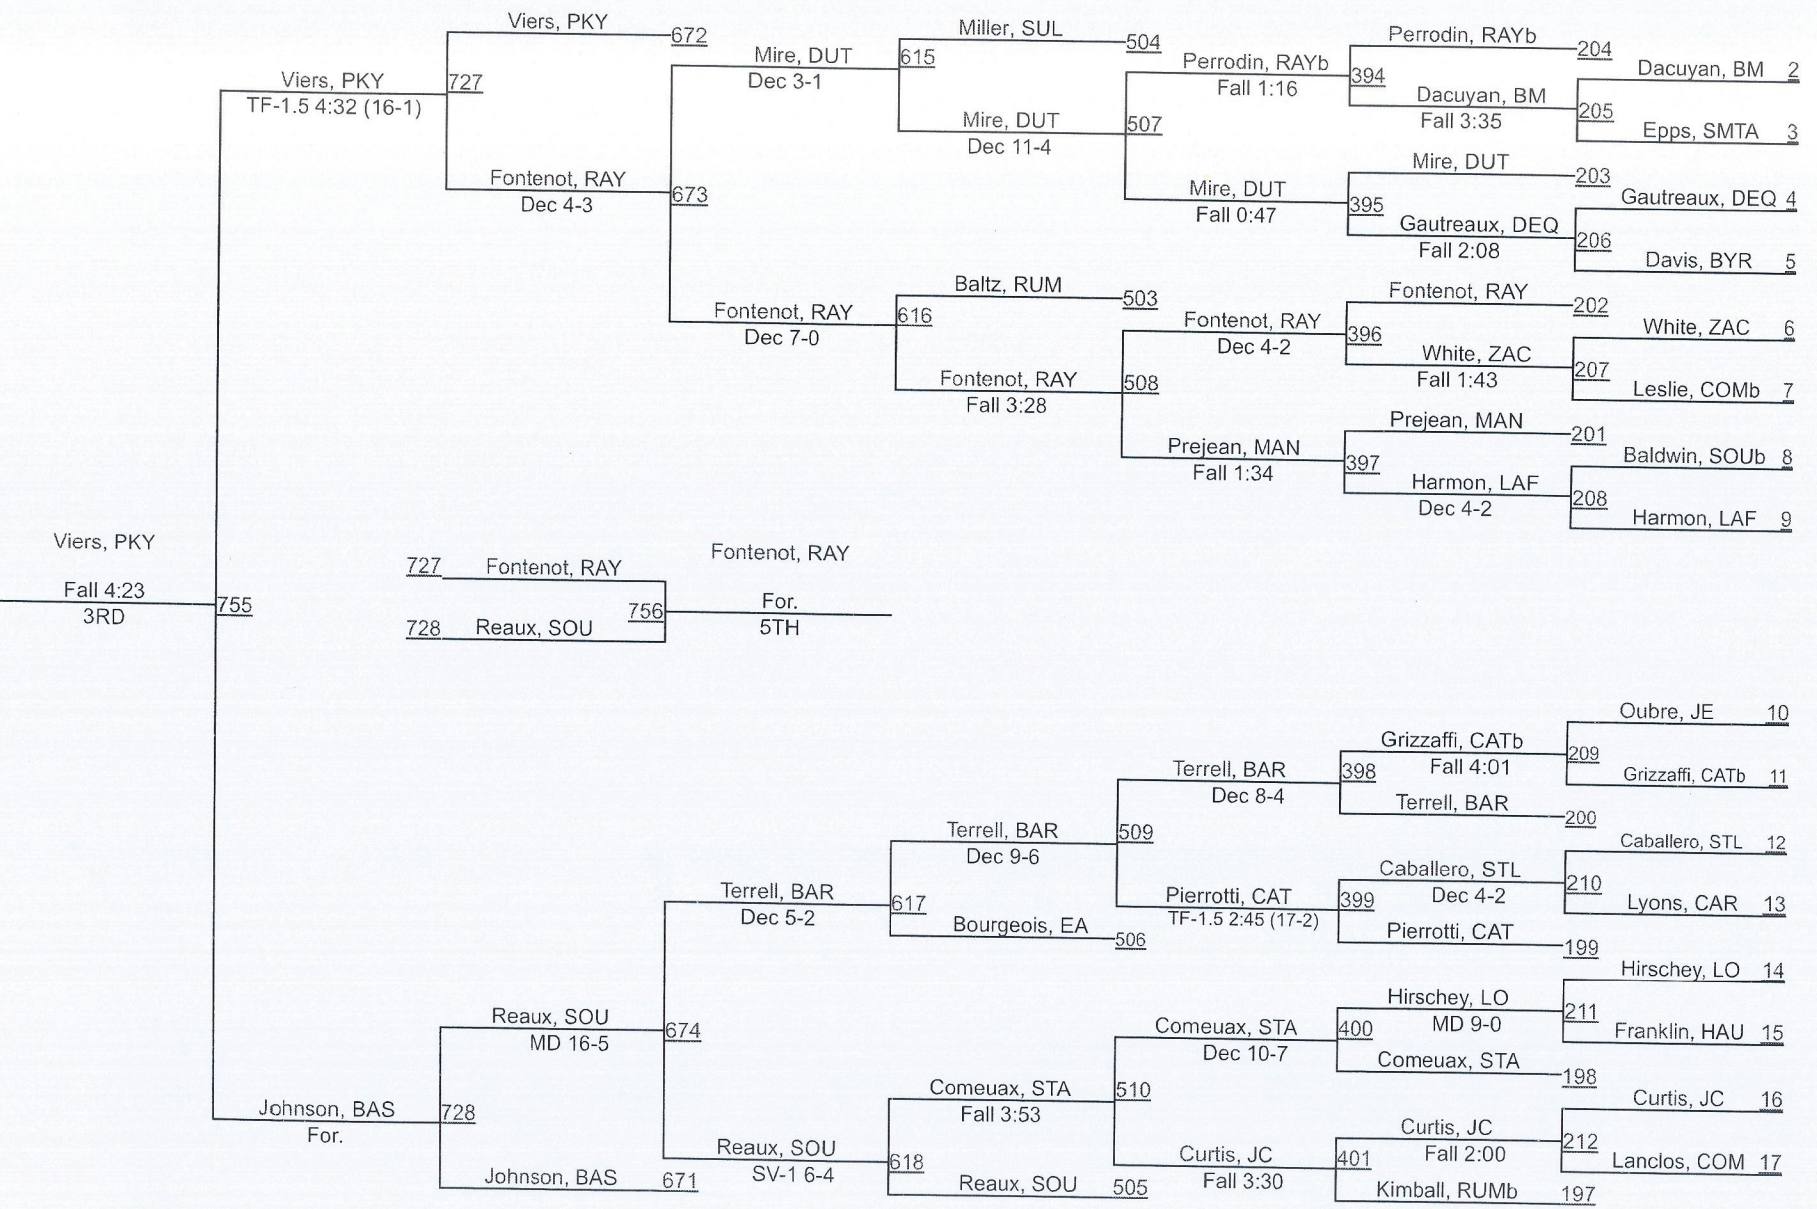 Viers, PKY
672
Miller, SUL
504
Perrodin, RAYb
204
Mire, DUT
615
Perrodin, RAYb
394
Dacuyan, BM 2
Viers, PKY
727
Dec 3-1
Fall 1:16
Dacuyan, BM
205
TF-1.5 4:32 (16-1)
Mire, DUT
507
Fall 3:35
Epps, SMTA 3
Dec 11-4
Mire, DUT
203
Fontenot, RAY
673
Mire, DUT
395
Gautreaux, DEQ 4
Dec 4-3
Fall 0:47
Gautreaux, DEQ
206
Fall 2:08
Davis, BYR 5
Baltz, RUM
503
Fontenot, RAY
202
Fontenot, RAY
616
Fontenot, RAY
396
White, ZAC 6
Dec 7-0
Dec 4-2
White, ZAC
207
Fontenot, RAY
508
Fall 1:43
Leslie, COMb 7
Fall 3:28
Prejean, MAN
201
Prejean, MAN
397
Baldwin, SOUb 8
Fall 1:34
Harmon, LAF
208
Dec 4-2
Harmon, LAF 9
Viers, PKY
Fontenot, RAY
727
Fontenot, RAY
Fall 4:23
755
756
For.
3RD
728
Reaux, SOU
5TH
Oubre, JE 10
Grizzaffi, CATb
209
Terrell, BAR
398
Fall 4:01
Grizzaffi, CATb 11
Dec 8-4
Terrell, BAR
200
Terrell, BAR
509
Caballero, STL 12
Dec 9-6
Caballero, STL
210
Terrell, BAR
617
Pierrotti, CAT
399
Dec 4-2
Lyons, CAR 13
Dec 5-2
TF-1.5 2:45 (17-2)
Bourgeois, EA
506
Pierrotti, CAT
199
Hirschey, LO 14
Reaux, SOU
674
Hirschey, LO
211
MD 16-5
Comeuax, STA
400
MD 9-0
Franklin, HAU 15
Dec 10-7
Comeuax, STA
198
Comeuax, STA
510
Curtis, JC 16
Johnson, BAS
728
Fall 3:53
Curtis, JC
212
For.
Reaux, SOU
618
Curtis, JC
401
Fall 2:00
Lanclos, COM 17
SV-1 6-4
Fall 3:30
Johnson, BAS
671
Reaux, SOU
505
Kimball, RUMb
197